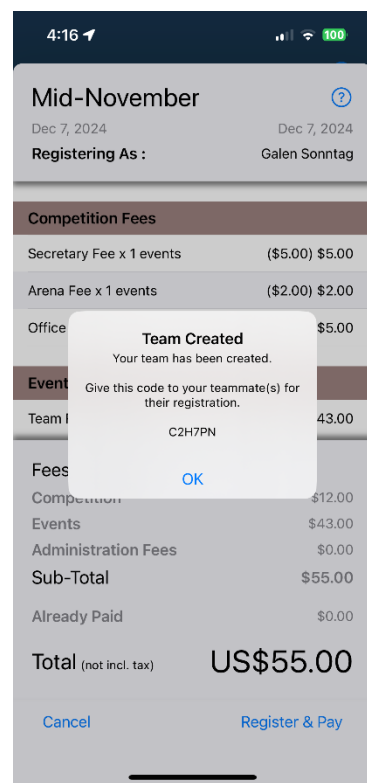 4:16
100
Mid-November
?
Dec 7, 2024 Dec 7, 2024
Registering As : Galen Sonntag
Competition Fees
Secretary Fee x 1 events ($5.00) $5.00
Arena Fee x 1 events ($2.00) $2.00
Office $5.00
Team Created
Your team has been created.
Give this code to your teammate(s) for
their registration.
C2H7PN
OK
Event
Team 43.00
Fees
Competition $12.00
Events $43.00
Administration Fees $0.00
Sub-Total $55.00
Already Paid $0.00
Total (not incl. tax) US$55.00
Cancel Register & Pay